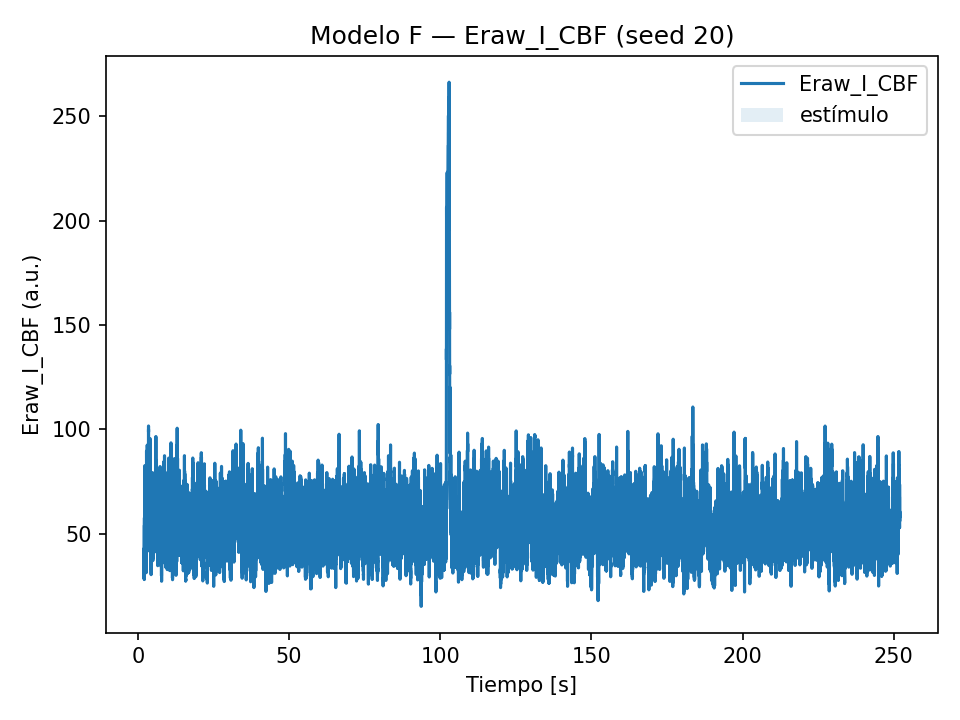 Modelo F — Eraw_I_CBF (seed 20)
Eraw_I_CBF
estímulo
Eraw_I_CBF (a.u.)
250
200
150
100
50
0
50
100
150
200
250
Tiempo [s]